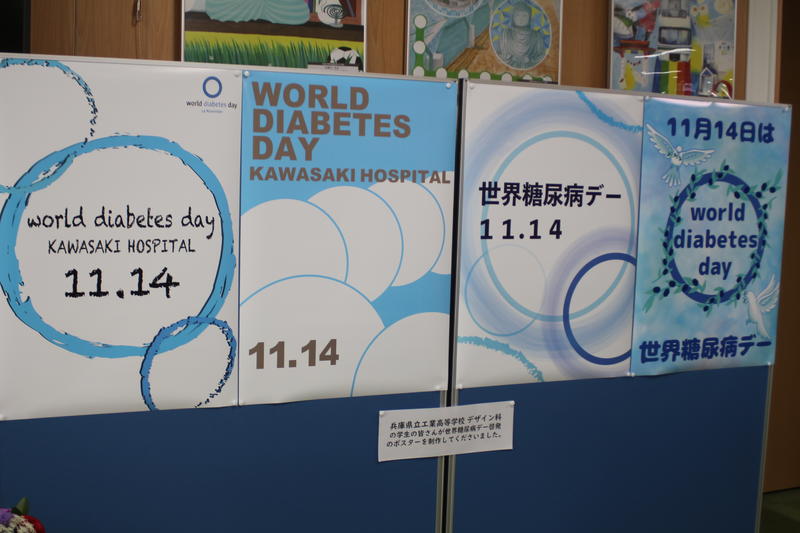 world diabetes day
14 November
world diabetes day
KAWASAKI HOSPITAL
11.14
WORLD
DIABETES
DAY
KAWASAKI HOSPITAL
11.14
世界糖尿病デー
11.14
11月14日は
world
diabetes
day
世界糖尿病デー
兵庫県立工業高等学校 デザイン科
の学生の皆さんが世界糖尿病デー啓発
のポスターを制作してくださいました。